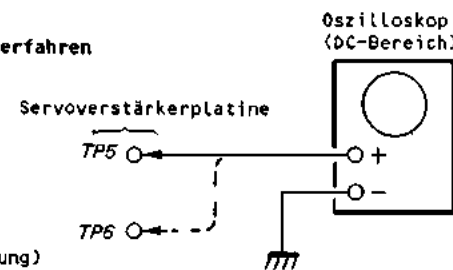 Oszilloskop
(DC-Bereich)
erfahren
Servoverstärkerplatine
TP5
+
−
TP6
ung)